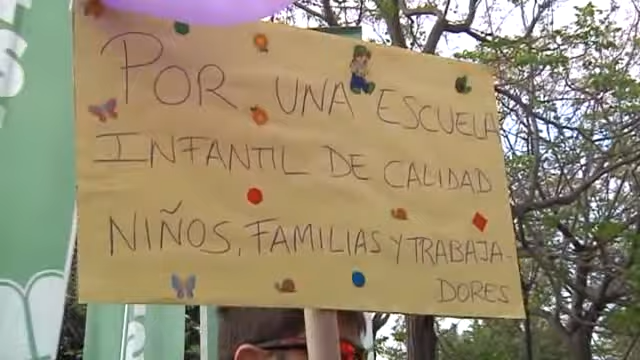 POR UNA ESCUELA
INFANTIL DE CALIDAD
NIÑOS, FAMILIAS Y TRABAJA-
DORES